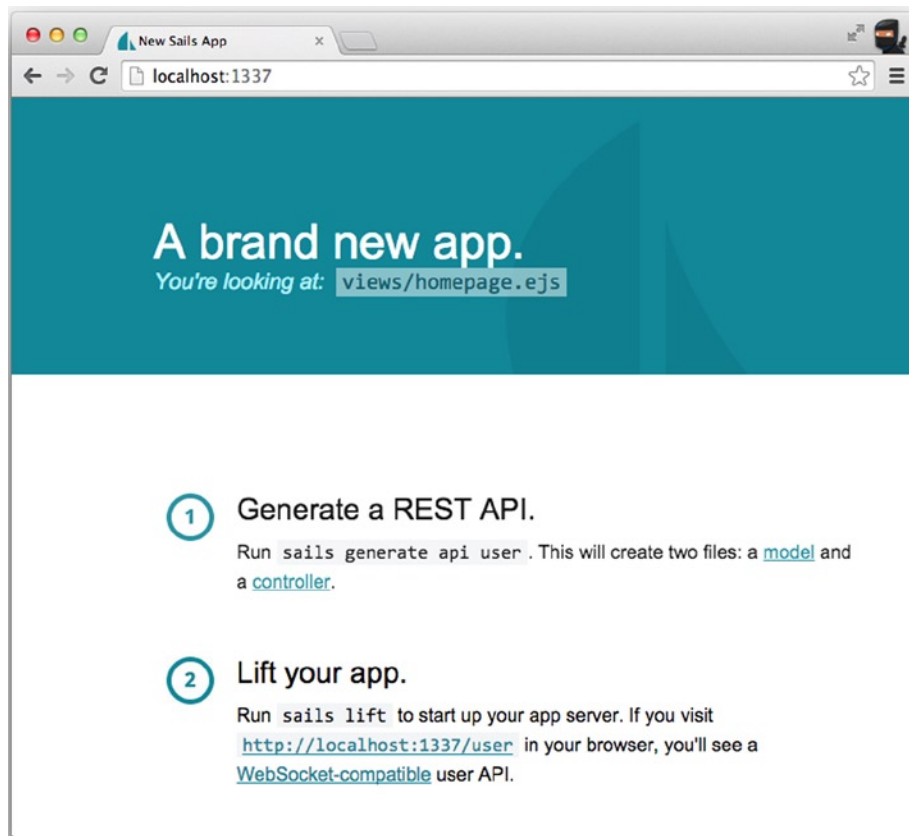 New Sails App
localhost:1337
A brand new app.
You're looking at: views/homepage.ejs
1
Generate a REST API.
Run sails generate api user. This will create two files: a model and
a controller.
2
Lift your app.
Run sails lift to start up your app server. If you visit
http://localhost:1337/user in your browser, you'll see a
WebSocket-compatible user API.